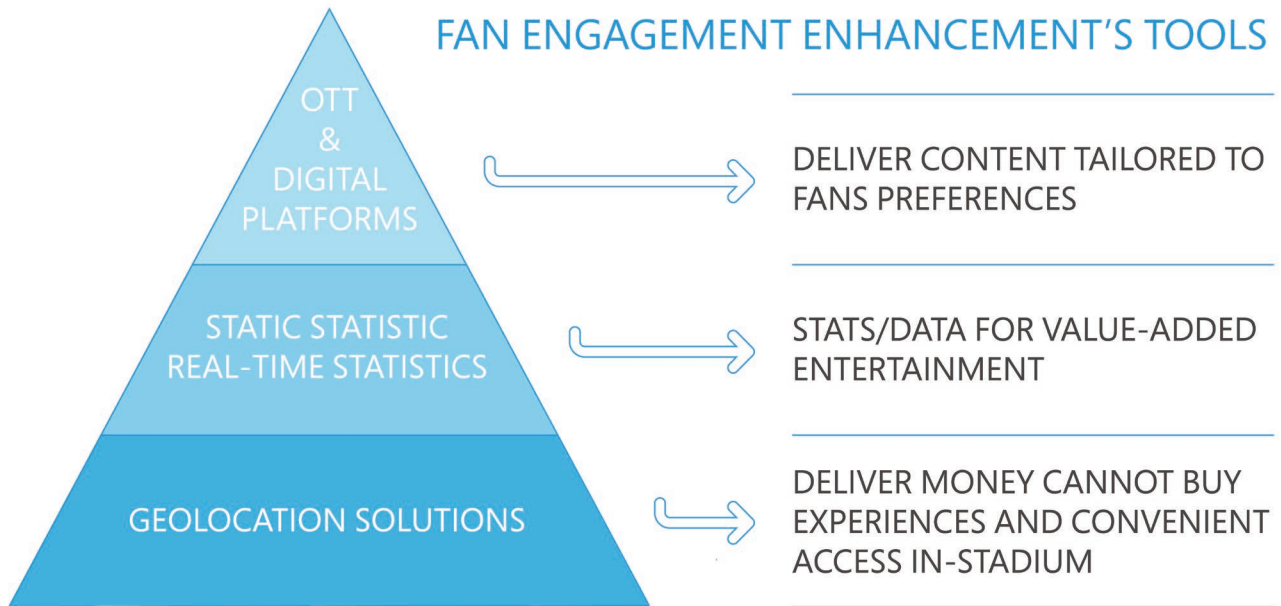 FAN ENGAGEMENT ENHANCEMENT'S TOOLS
OTT
&
DIGITAL
PLATFORMS
DELIVER CONTENT TAILORED TO
FANS PREFERENCES
STATIC STATISTIC
REAL-TIME STATISTICS
STATS/DATA FOR VALUE-ADDED
ENTERTAINMENT
GEOLOCATION SOLUTIONS
DELIVER MONEY CANNOT BUY
EXPERIENCES AND CONVENIENT
ACCESS IN-STADIUM